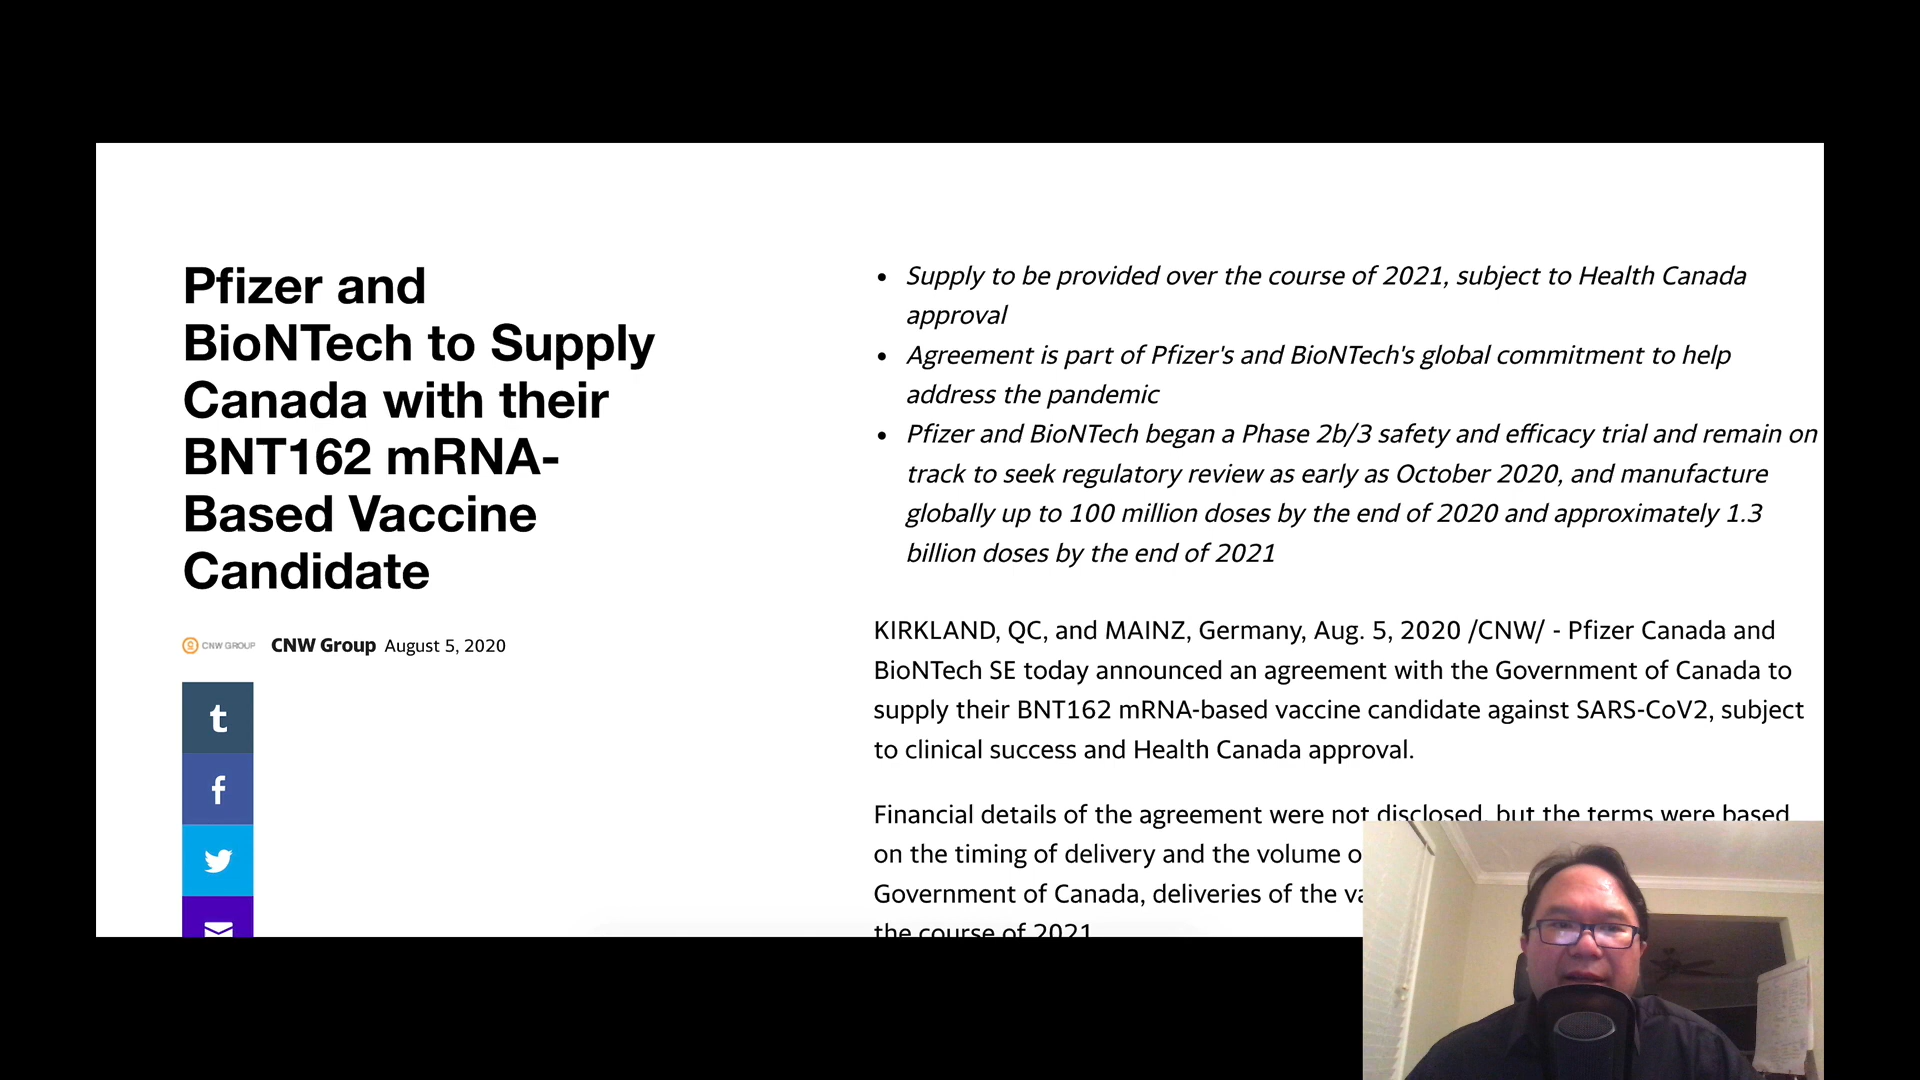 Pfizer and
BioNTech to Supply
Canada with their
BNT162 mRNA-
Based Vaccine
Candidate
CNW GROUP CNW Group August 5, 2020
t
f
• Supply to be provided over the course of 2021, subject to Health Canada
approval
• Agreement is part of Pfizer's and BioNTech's global commitment to help
address the pandemic
• Pfizer and BioNTech began a Phase 2b/3 safety and efficacy trial and remain on
track to seek regulatory review as early as October 2020, and manufacture
globally up to 100 million doses by the end of 2020 and approximately 1.3
billion doses by the end of 2021
KIRKLAND, QC, and MAINZ, Germany, Aug. 5, 2020 /CNW/ - Pfizer Canada and
BioNTech SE today announced an agreement with the Government of Canada to
supply their BNT162 mRNA-based vaccine candidate against SARS-CoV2, subject
to clinical success and Health Canada approval.
Financial details of the agreement were not disclosed, but the terms were based
on the timing of delivery and the volume
Government of Canada, deliveries of the
the course of 2021